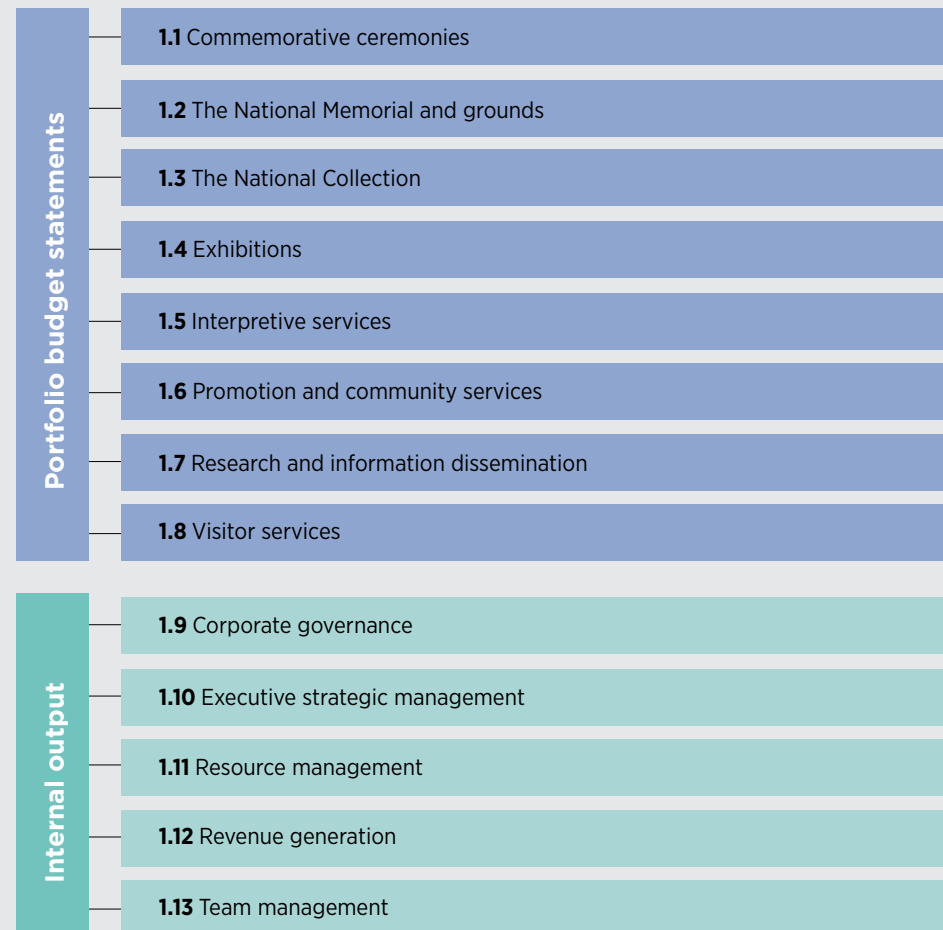 Portfolio budget statements
1.1 Commemorative ceremonies
1.2 The National Memorial and grounds
1.3 The National Collection
1.4 Exhibitions
1.5 Interpretive services
1.6 Promotion and community services
1.7 Research and information dissemination
1.8 Visitor services
Internal output
1.9 Corporate governance
1.10 Executive strategic management
1.11 Resource management
1.12 Revenue generation
1.13 Team management